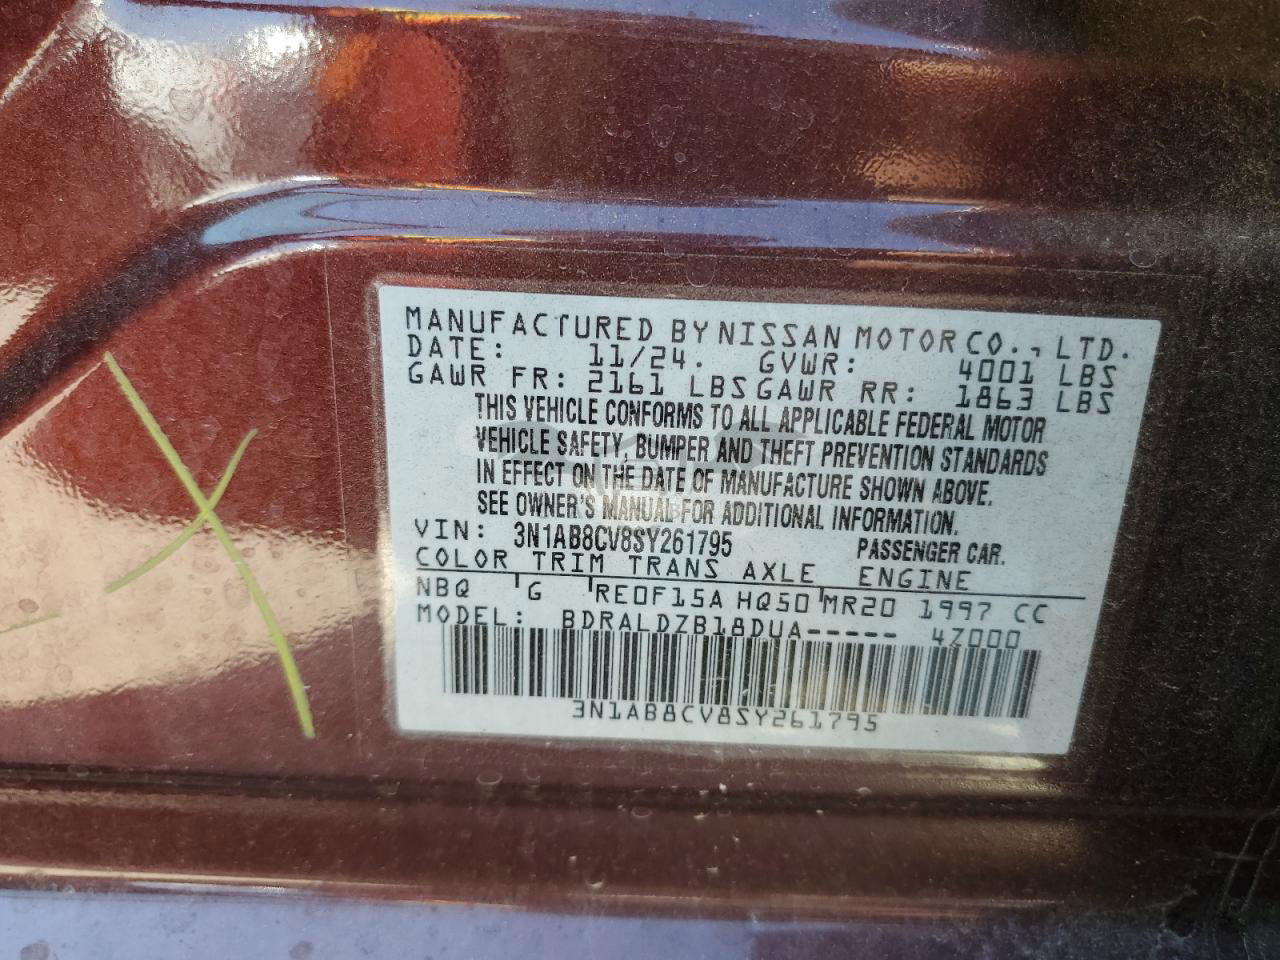 MANUFACTURED BY NISSAN MOTOR CO., LTD.
DATE: 11/24. GVWR: 4001 LBS
GAWR FR: 2161 LBS GAWR RR: 1863 LBS
THIS VEHICLE CONFORMS TO ALL APPLICABLE FEDERAL MOTOR
VEHICLE SAFETY, BUMPER AND THEFT PREVENTION STANDARDS
IN EFFECT ON THE DATE OF MANUFACTURE SHOWN ABOVE.
SEE OWNER'S MANUAL FOR ADDITIONAL INFORMATION.
VIN: 3N1AB8CV8SY261795 PASSENGER CAR.
COLOR TRIM TRANS AXLE ENGINE
NBQ G RE0F15A HQ50 MR20 1997 CC
MODEL: BDRALDZB18DUA----- 4Z000
3N1AB8CV8SY261795